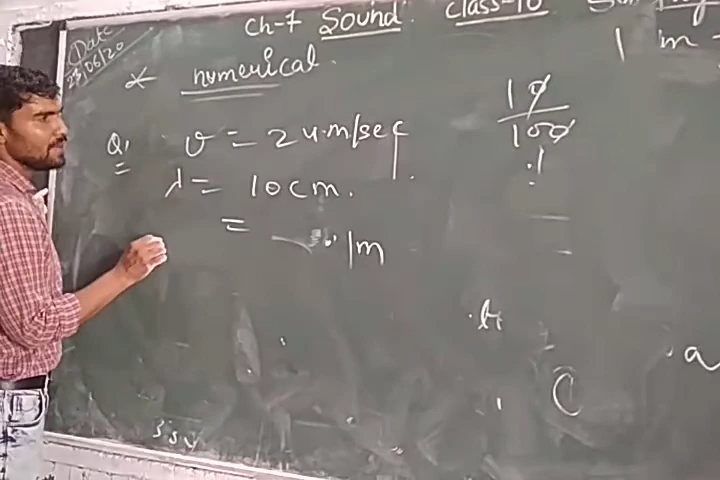 Date
23/06/20
Ch-7 Sound. Class-10
1 m
* numerical.
Q1 v = 24 m/sec
λ = 10 cm.
= .1m
10
100
.1